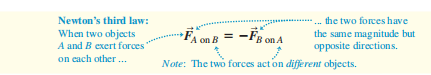 Newton's third law:
When two objects
A and B exert forces
on each other ...
F⃗A on B = −F⃗B on A
... the two forces have
the same magnitude but
opposite directions.
Note: The two forces act on different objects.